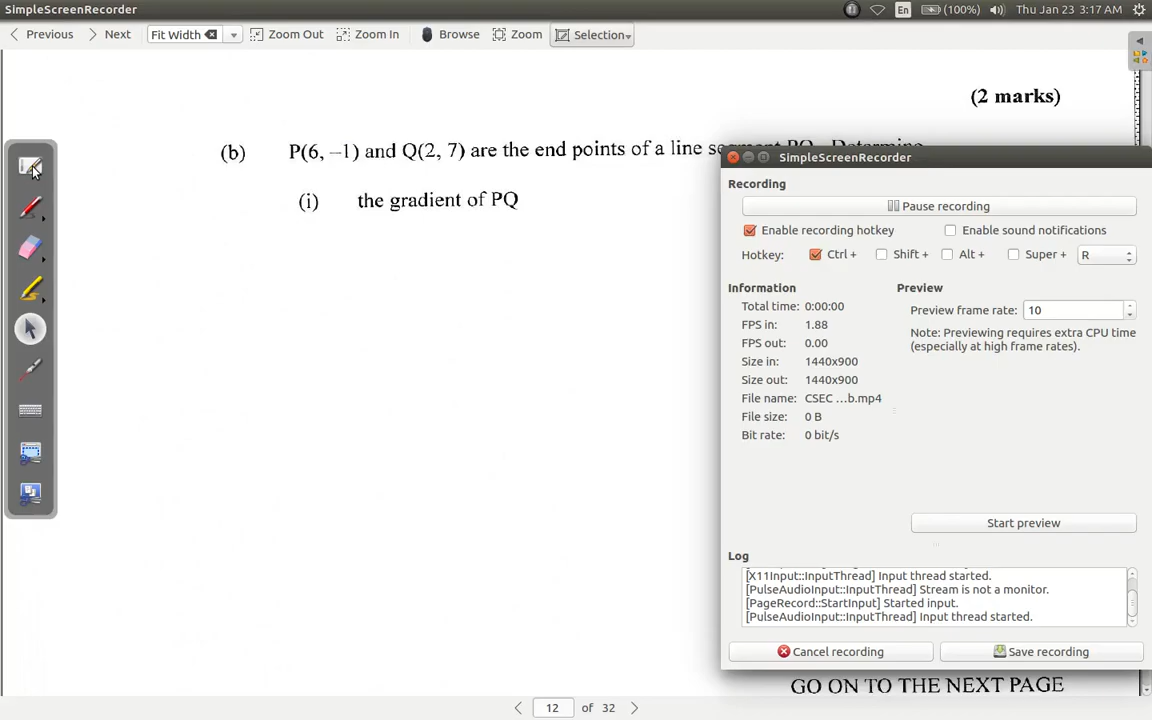 SimpleScreenRecorder
En
(100%)
Thu Jan 23 3:17 AM
Previous
Next
Fit Width
Zoom Out
Zoom In
Browse
Zoom
Selection
(2 marks)
(b) P(6, –1) and Q(2, 7) are the end points of a line segment PQ. Determine
(i) the gradient of PQ
SimpleScreenRecorder
Recording
Pause recording
Enable recording hotkey
Enable sound notifications
Hotkey: Ctrl + Shift + Alt + Super + R
Information
Total time: 0:00:00
FPS in: 1.88
FPS out: 0.00
Size in: 1440x900
Size out: 1440x900
File name: CSEC ...b.mp4
File size: 0 B
Bit rate: 0 bit/s
Preview
Preview frame rate: 10
Note: Previewing requires extra CPU time
(especially at high frame rates).
Start preview
Log
[X11Input::InputThread] Input thread started.
[PulseAudioInput::InputThread] Stream is not a monitor.
[PageRecord::StartInput] Started input.
[PulseAudioInput::InputThread] Input thread started.
Cancel recording
Save recording
GO ON TO THE NEXT PAGE
12 of 32